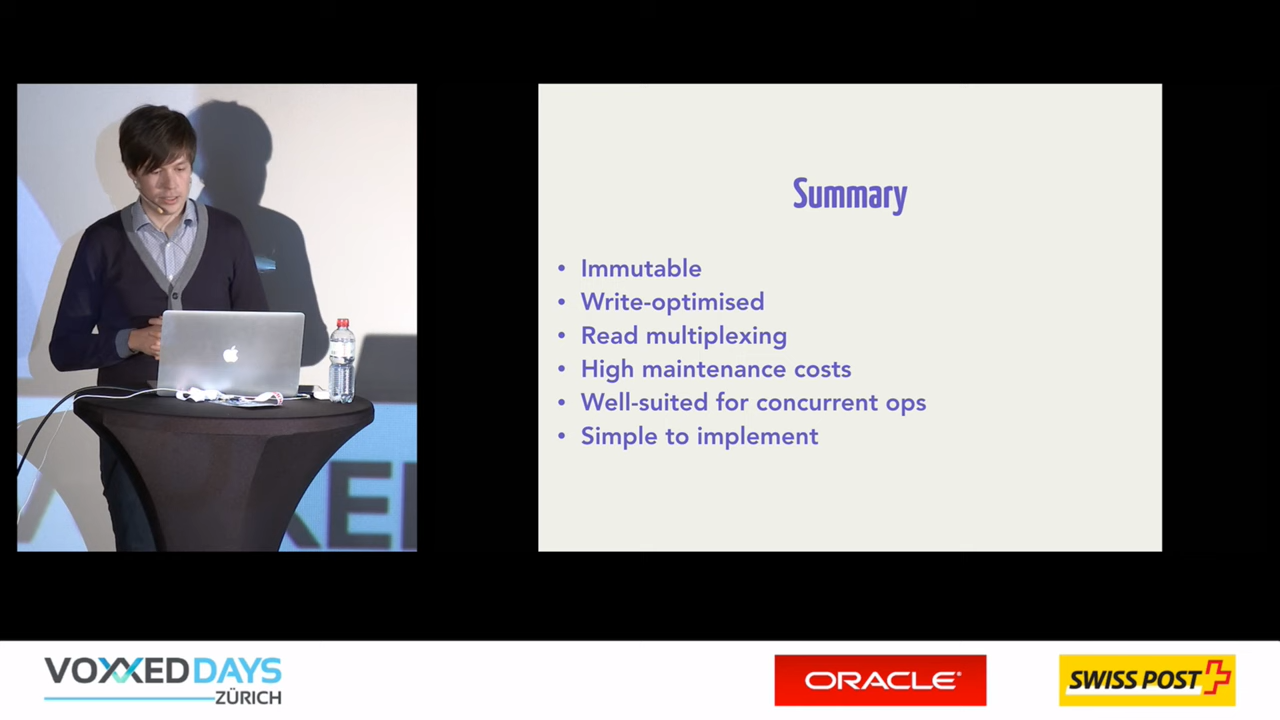 Summary
• Immutable
• Write-optimised
• Read multiplexing
• High maintenance costs
• Well-suited for concurrent ops
• Simple to implement
VOXXED DAYS
ZÜRICH
ORACLE®
SWISS POST